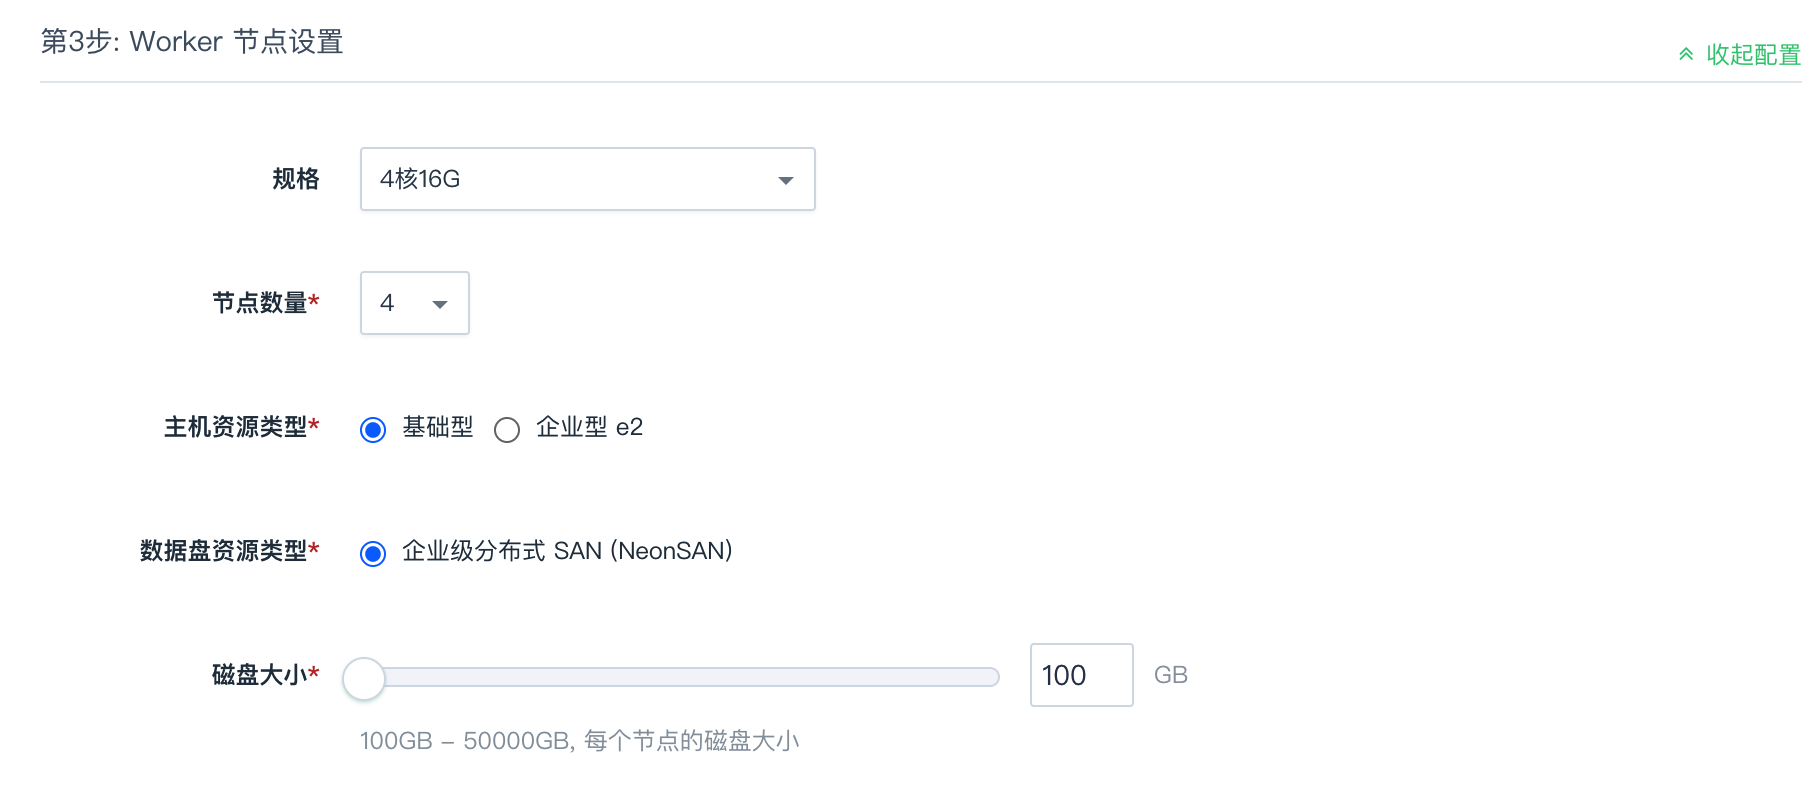 第3步: Worker 节点设置
收起配置
规格 4核16G
节点数量* 4
主机资源类型* 基础型 企业型 e2
数据盘资源类型* 企业级分布式 SAN (NeonSAN)
磁盘大小* 100 GB
100GB – 50000GB, 每个节点的磁盘大小